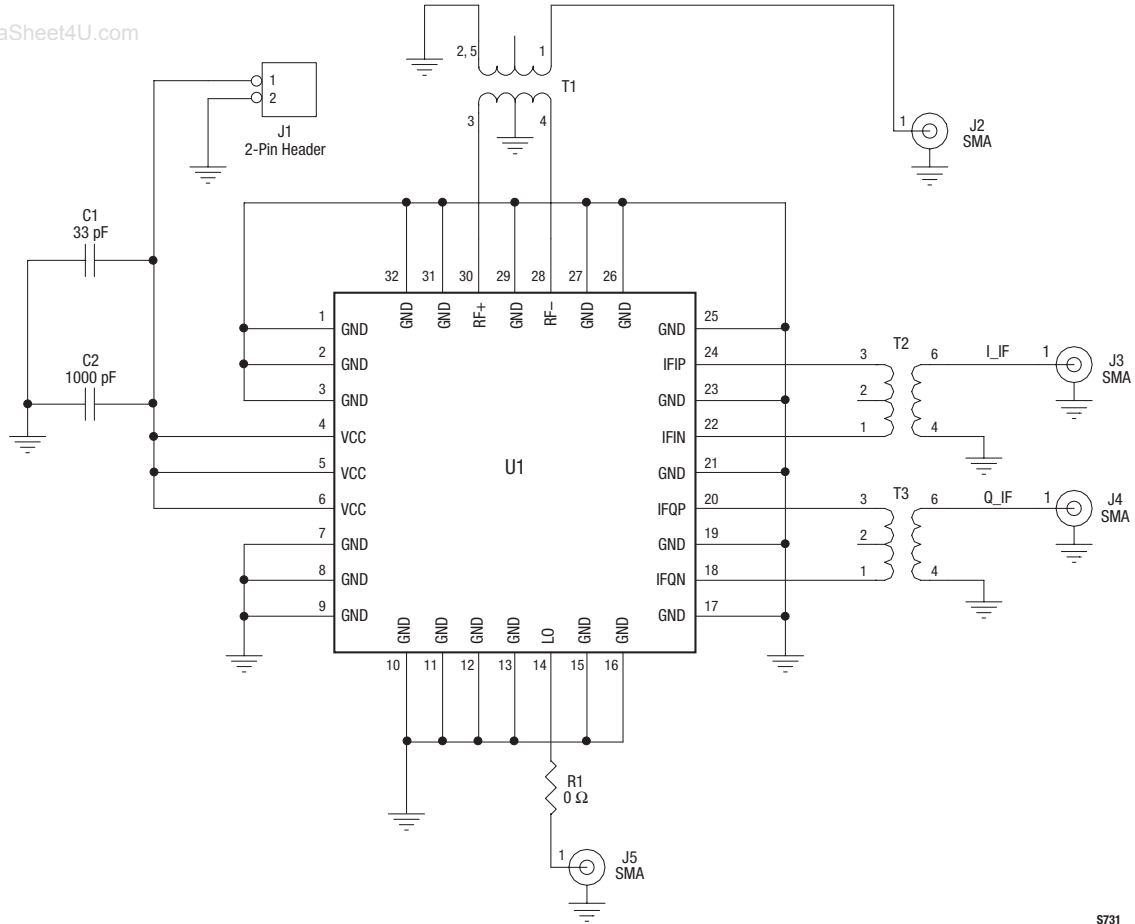 aSheet4U.com
2, 5
1
T1
3
4
1
2
J1
2-Pin Header
1
J2
SMA
C1
33 pF
C2
1000 pF
32
31
30
29
28
27
26
GND
GND
RF+
GND
RF–
GND
GND
1
GND
2
GND
3
GND
4
VCC
5
VCC
6
VCC
7
GND
8
GND
9
GND
U1
25
GND
24
IFIP
23
GND
22
IFIN
21
GND
20
IFQP
19
GND
18
IFQN
17
GND
GND
GND
GND
GND
LO
GND
GND
10
11
12
13
14
15
16
T2
3
2
1
6
4
I_IF
1
J3
SMA
T3
3
2
1
6
4
Q_IF
1
J4
SMA
R1
0 Ω
1
J5
SMA
S731